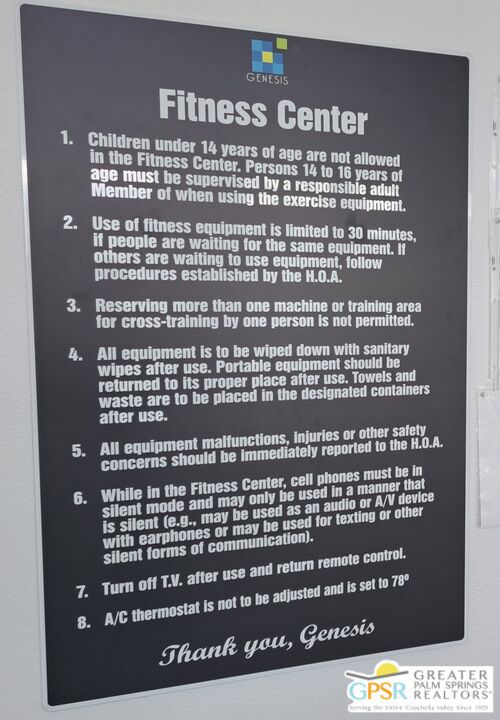 GENESIS
Fitness Center
1. Children under 14 years of age are not allowed
in the Fitness Center. Persons 14 to 16 years of
age must be supervised by a responsible adult
Member of when using the exercise equipment.
2. Use of fitness equipment is limited to 30 minutes,
if people are waiting for the same equipment. If
others are waiting to use equipment, follow
procedures established by the H.O.A.
3. Reserving more than one machine or training area
for cross-training by one person is not permitted.
4. All equipment is to be wiped down with sanitary
wipes after use. Portable equipment should be
returned to its proper place after use. Towels and
waste are to be placed in the designated containers
after use.
5. All equipment malfunctions, injuries or other safety
concerns should be immediately reported to the H.O.A.
6. While in the Fitness Center, cell phones must be in
silent mode and may only be used in a manner that
is silent (e.g., may be used as an audio or A/V device
with earphones or may be used for texting or other
silent forms of communication).
7. Turn off T.V. after use and return remote control.
8. A/C thermostat is not to be adjusted and is set to 78º
Thank you, Genesis
GPSR
GREATER
PALM SPRINGS
REALTORS®
Serving the Entire Coachella Valley Since 1929